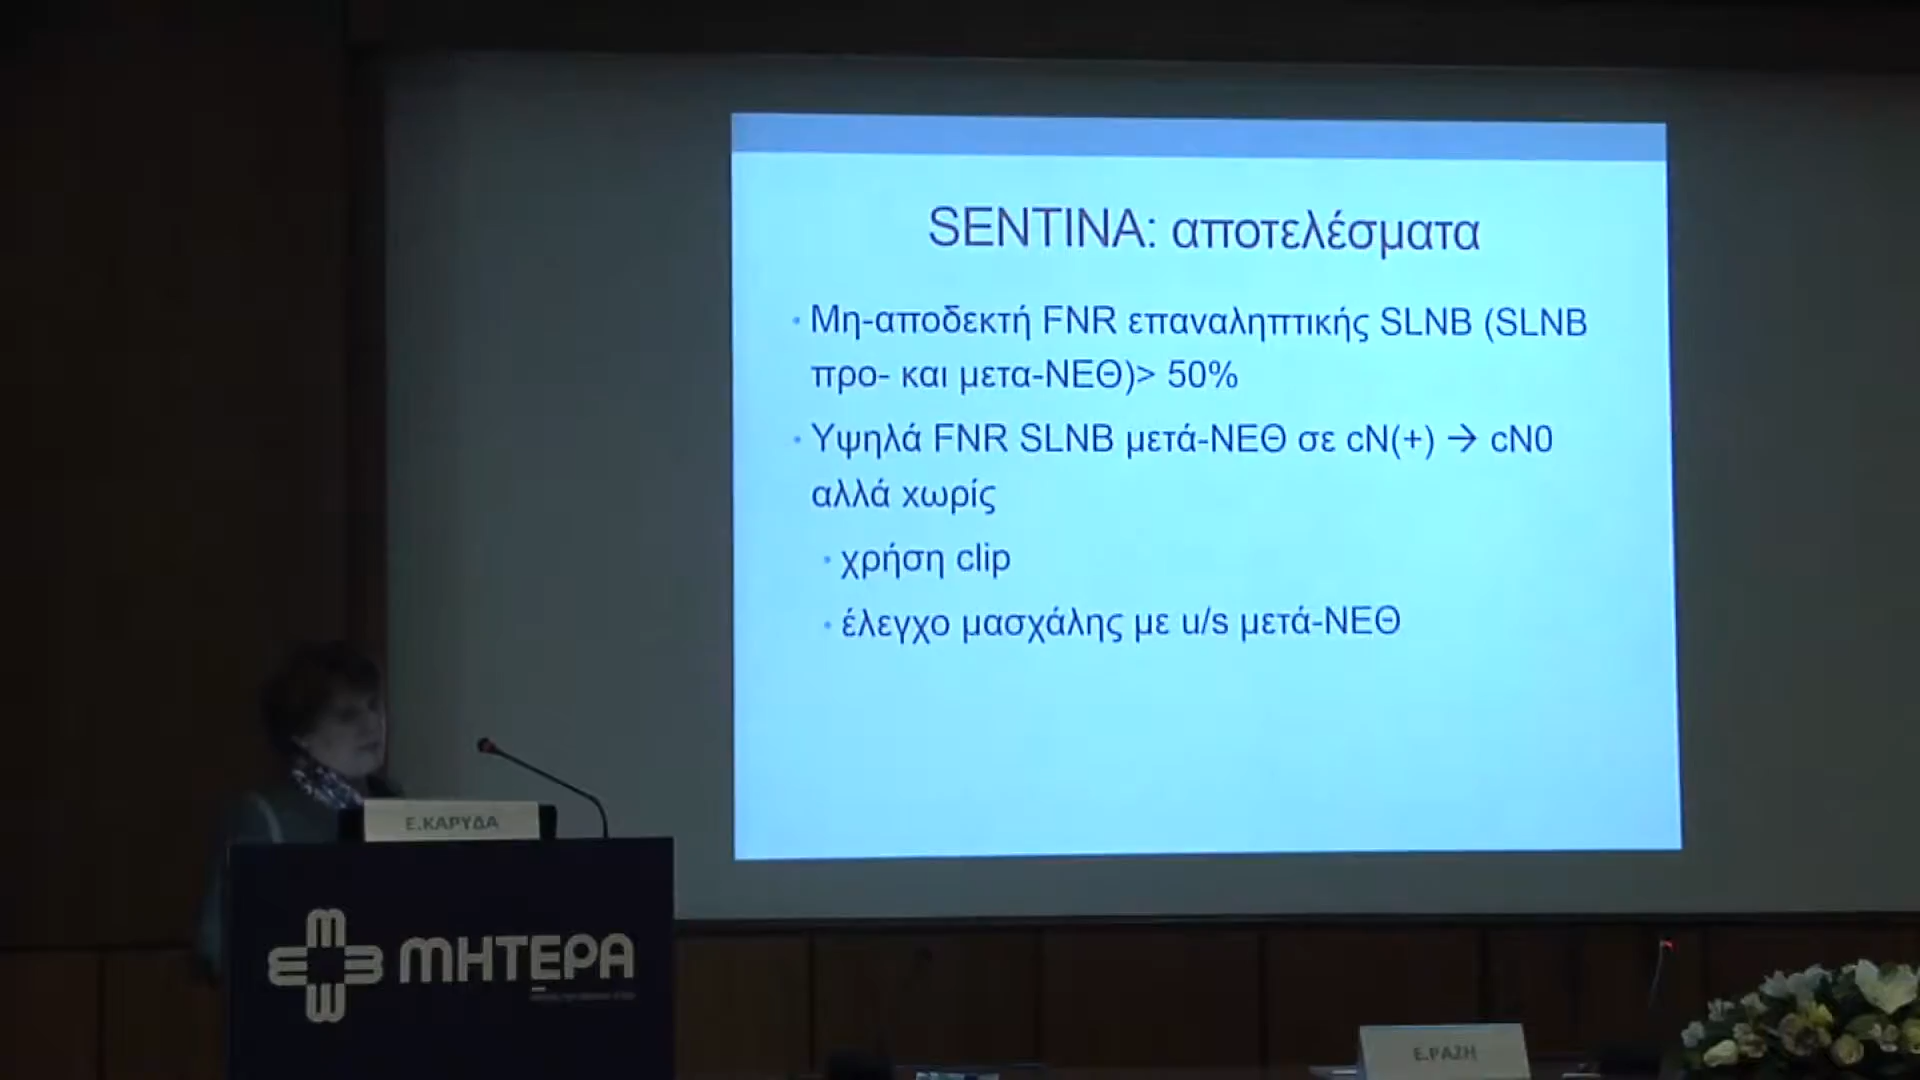 SENTINA: αποτελέσματα
• Μη-αποδεκτή FNR επαναληπτικής SLNB (SLNB
προ- και μετα-ΝΕΘ)> 50%
• Υψηλά FNR SLNB μετά-ΝΕΘ σε cN(+) → cN0
αλλά χωρίς
• χρήση clip
• έλεγχο μασχάλης με u/s μετά-ΝΕΘ
Ε.ΚΑΡΥΔΑ
ΜΗΤΕΡΑ
Ε.ΡΑΖΗ